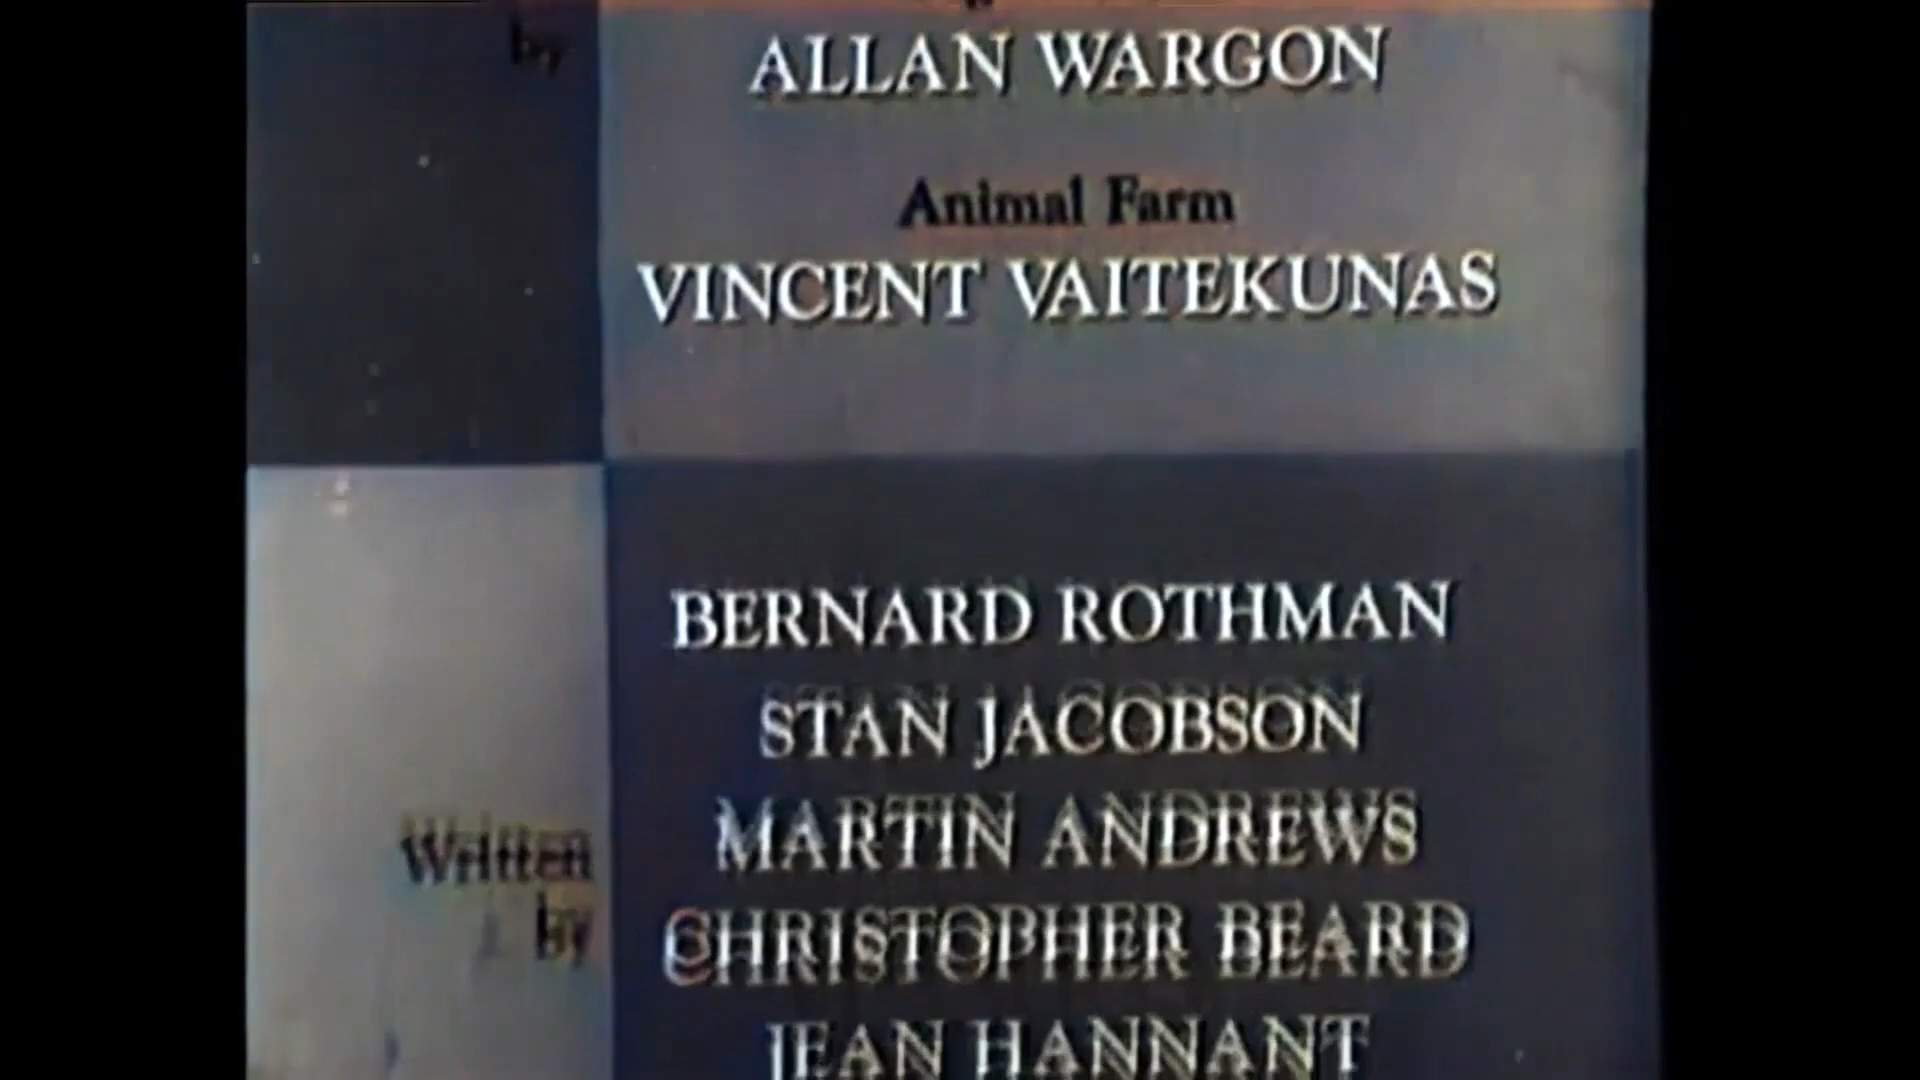 by
ALLAN WARGON
Animal Farm
VINCENT VAITEKUNAS
BERNARD ROTHMAN
STAN JACOBSON
MARTIN ANDREWS
Written
by
CHRISTOPHER BEARD
JEAN HANNANT